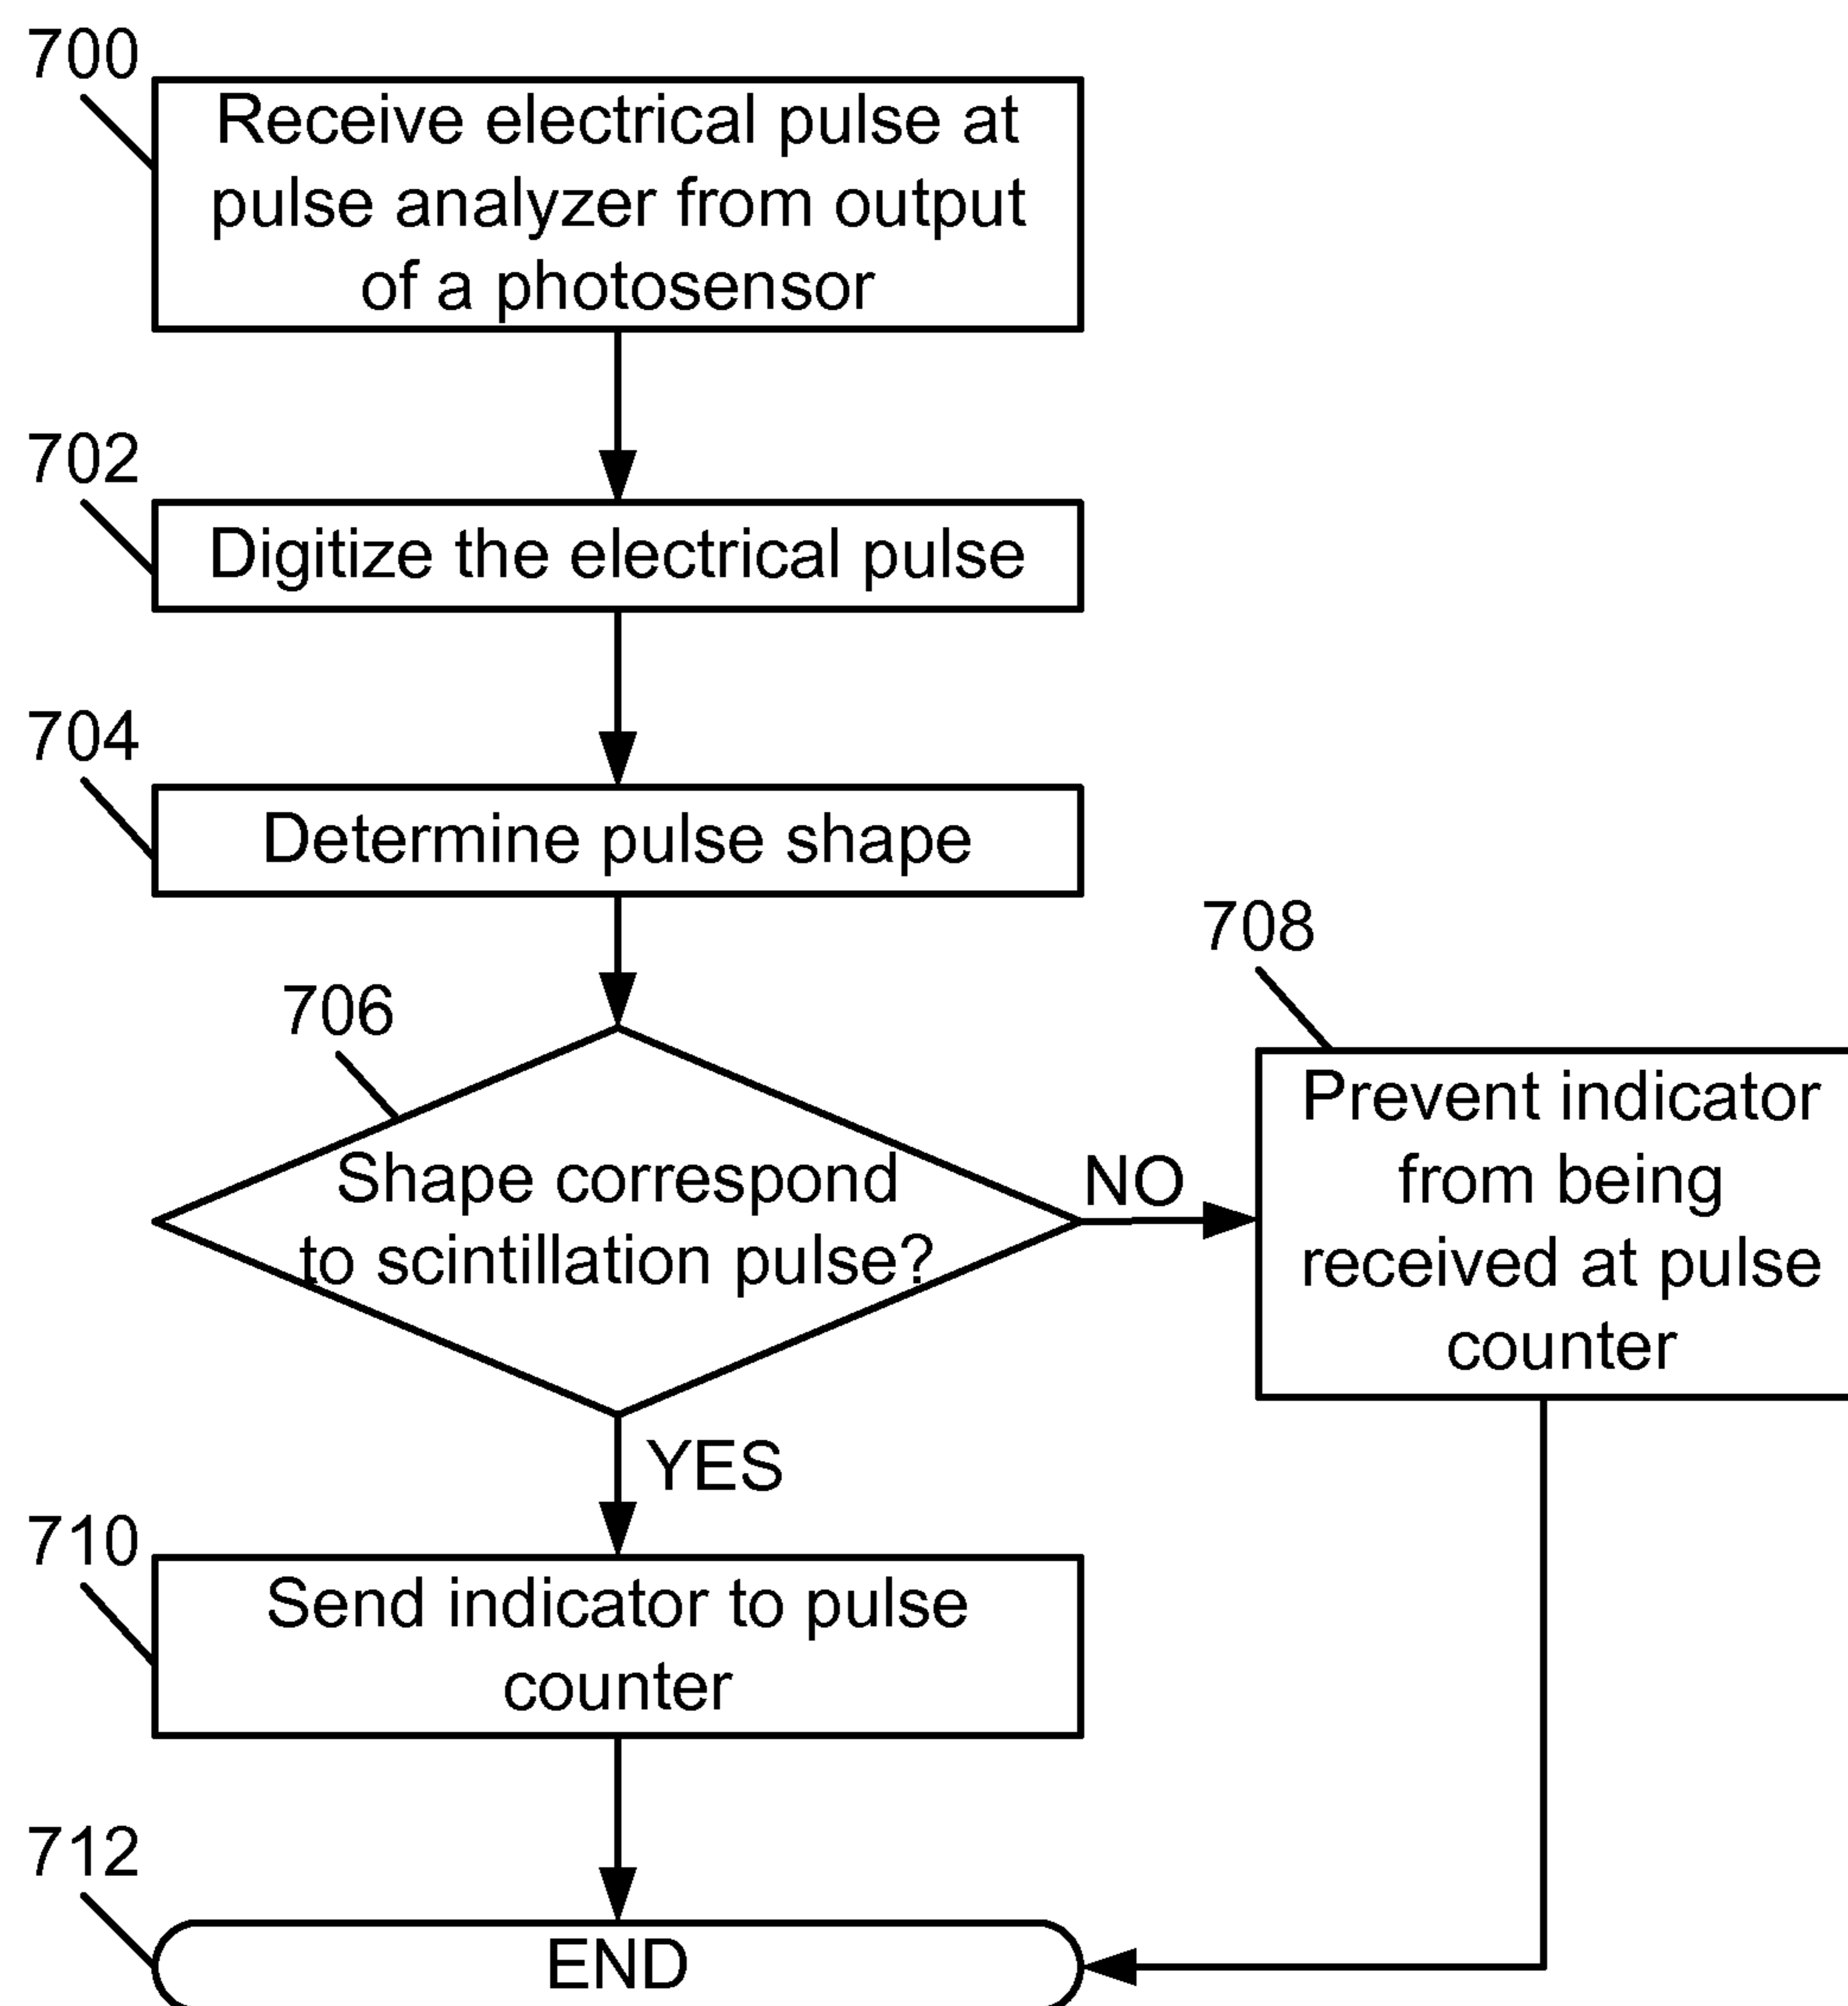 700
Receive electrical pulse at
pulse analyzer from output
of a photosensor
702
Digitize the electrical pulse
704
Determine pulse shape
706
Shape correspond
to scintillation pulse?
NO
708
Prevent indicator
from being
received at pulse
counter
YES
710
Send indicator to pulse
counter
712
END